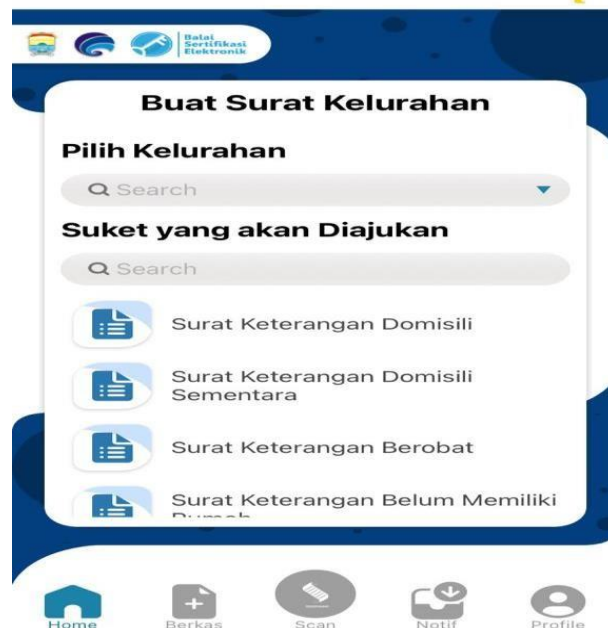 Balai
Sertifikasi
Elektronik
Buat Surat Kelurahan
Pilih Kelurahan
Search
Suket yang akan Diajukan
Search
Surat Keterangan Domisili
Surat Keterangan Domisili
Sementara
Surat Keterangan Berobat
Surat Keterangan Belum Memiliki
Rumah
Home
Berkas
Scan
Notif
Profile